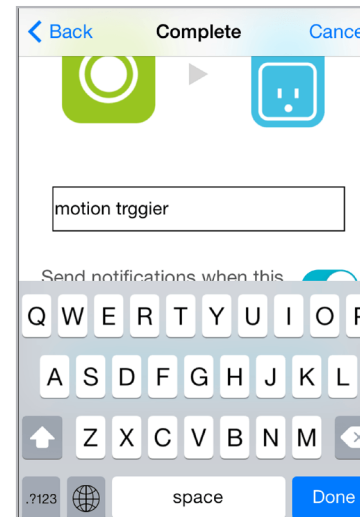 Back Complete Cance
motion trggier
Send notifications when this
Q W E R T Y U I O P
A S D F G H J K L
Z X C V B N M
.?123 space Done